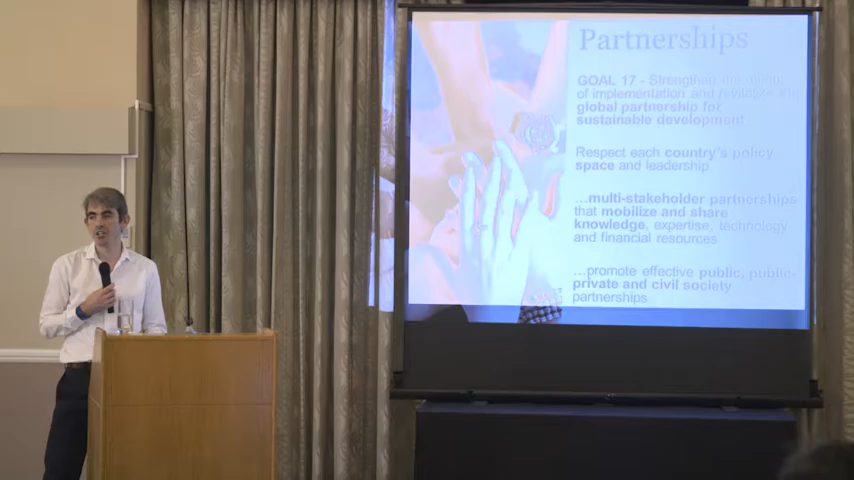 Partnerships
GOAL 17 - Strengthen the means
of implementation and revitalize the
global partnership for
sustainable development
Respect each country's policy
space and leadership
...multi-stakeholder partnerships
that mobilize and share
knowledge, expertise, technology
and financial resources
...promote effective public, public-
private and civil society
partnerships